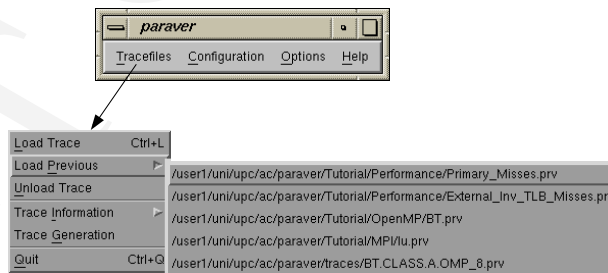 paraver
Tracefiles Configuration Options Help
Load Trace Ctrl+L
Load Previous
Unload Trace
Trace Information
Trace Generation
Quit Ctrl+Q
/user1/uni/upc/ac/paraver/Tutorial/Performance/Primary_Misses.prv
/user1/uni/upc/ac/paraver/Tutorial/Performance/External_Inv_TLB_Misses.pr
/user1/uni/upc/ac/paraver/Tutorial/OpenMP/BT.prv
/user1/uni/upc/ac/paraver/Tutorial/MPI/lu.prv
/user1/uni/upc/ac/paraver/traces/BT.CLASS.A.OMP_8.prv